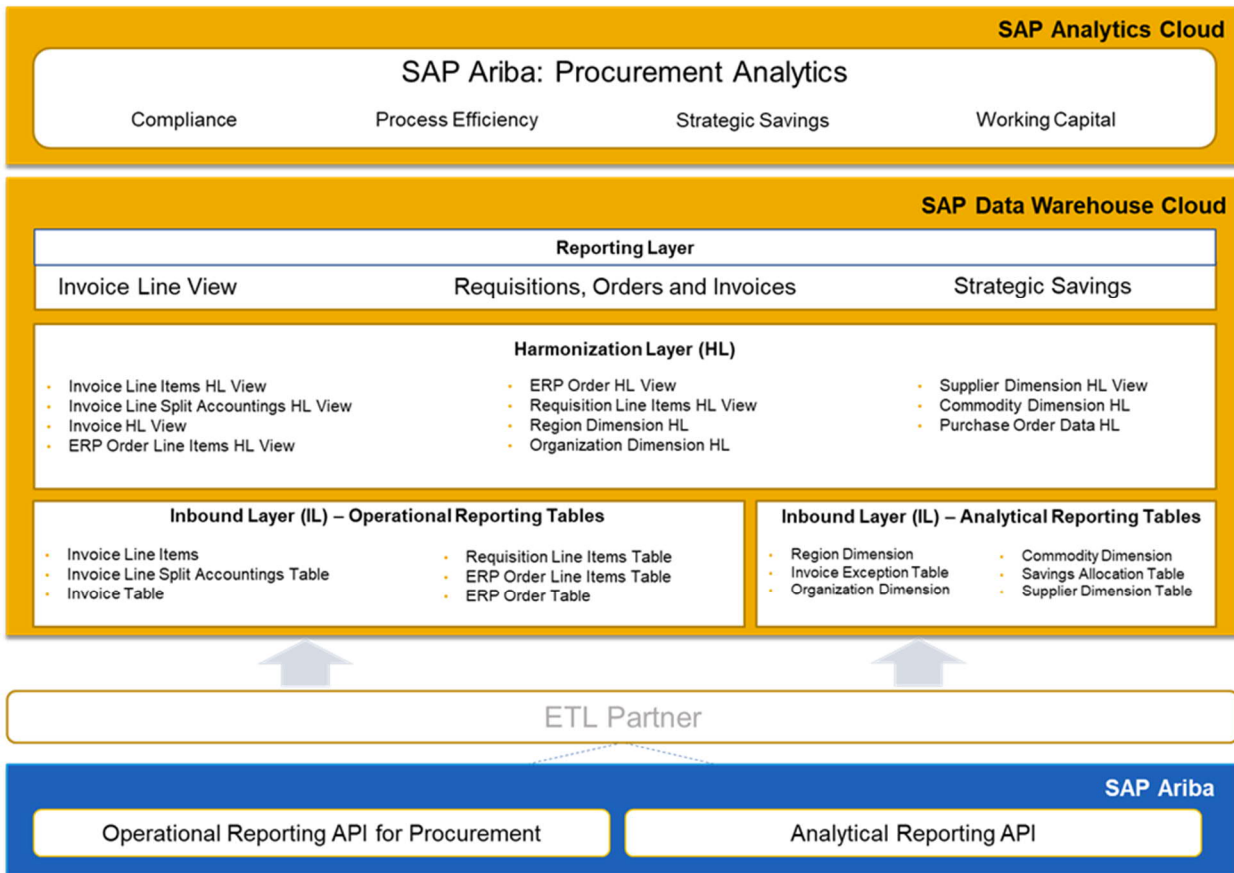 SAP Analytics Cloud
SAP Ariba: Procurement Analytics
Compliance
Process Efficiency
Strategic Savings
Working Capital
SAP Data Warehouse Cloud
Reporting Layer
Invoice Line View
Requisitions, Orders and Invoices
Strategic Savings
Harmonization Layer (HL)
Invoice Line Items HL View
Invoice Line Split Accountings HL View
Invoice HL View
ERP Order Line Items HL View
ERP Order HL View
Requisition Line Items HL View
Region Dimension HL
Organization Dimension HL
Supplier Dimension HL View
Commodity Dimension HL
Purchase Order Data HL
Inbound Layer (IL) – Operational Reporting Tables
Invoice Line Items
Invoice Line Split Accountings Table
Invoice Table
Requisition Line Items Table
ERP Order Line Items Table
ERP Order Table
Inbound Layer (IL) – Analytical Reporting Tables
Region Dimension
Invoice Exception Table
Organization Dimension
Commodity Dimension
Savings Allocation Table
Supplier Dimension Table
ETL Partner
SAP Ariba
Operational Reporting API for Procurement
Analytical Reporting API